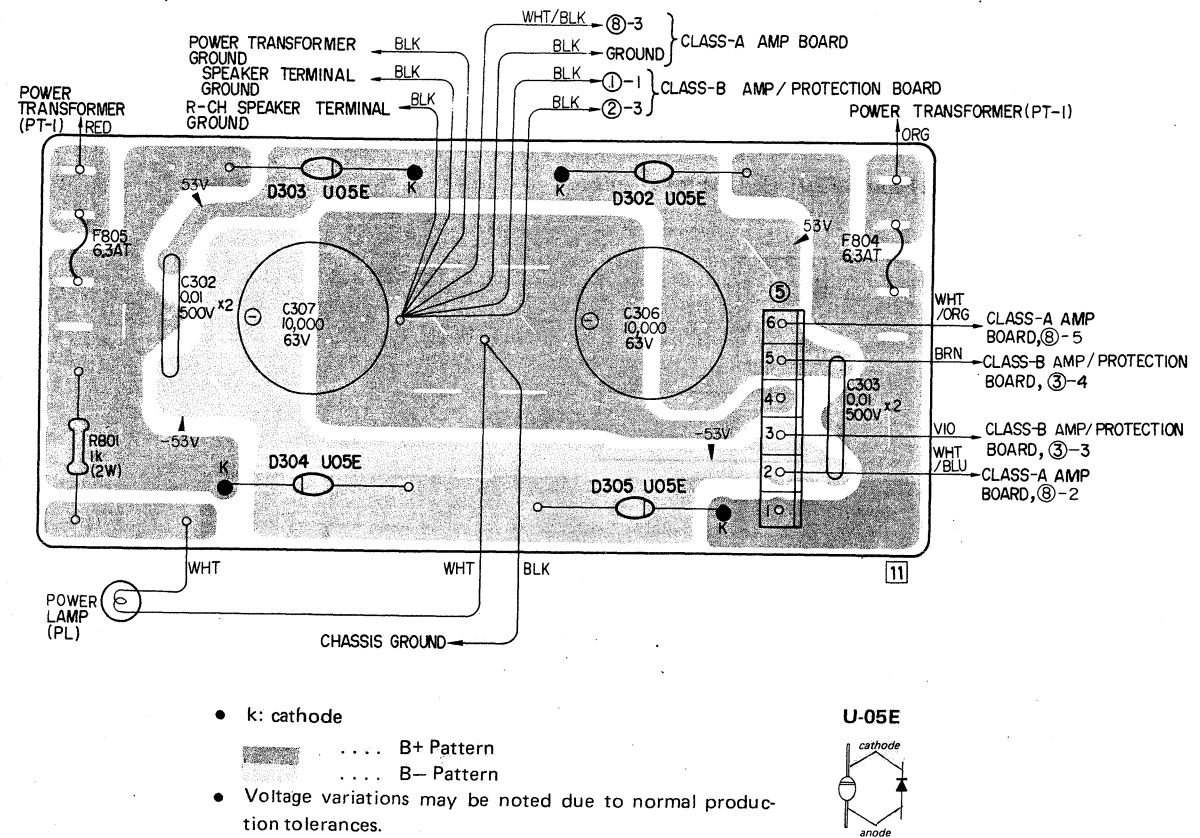 WHT/BLK
⑧-3
POWER TRANSFORMER
GROUND
BLK
BLK
GROUND
CLASS-A AMP BOARD
SPEAKER TERMINAL
GROUND
BLK
BLK
①-1
CLASS-B AMP/PROTECTION BOARD
POWER
TRANSFORMER
(PT-1)
RED
R-CH SPEAKER TERMINAL
GROUND
BLK
BLK
②-3
POWER TRANSFORMER(PT-1)
ORG
53V
D303 U05E
K
K
D302 U05E
53V
F805
6.3AT
F804
6.3AT
C302
0.01
500V x2
C307
10,000
63V
C306
10,000
63V
⑤
6
5
4
3
2
1
C303
0.01
500V x2
WHT
/ORG
CLASS-A AMP
BOARD,⑧-5
BRN
CLASS-B AMP/PROTECTION
BOARD, ③-4
VIO
CLASS-B AMP/PROTECTION
BOARD, ③-3
WHT
/BLU
CLASS-A AMP
BOARD,⑧-2
-53V
-53V
R801
1k
(2W)
K
D304 U05E
D305 U05E
K
WHT
WHT
BLK
11
POWER
LAMP
(PL)
CHASSIS GROUND
● k: cathode
.... B+ Pattern
.... B− Pattern
● Voltage variations may be noted due to normal produc-
tion tolerances.
U-05E
cathode
anode